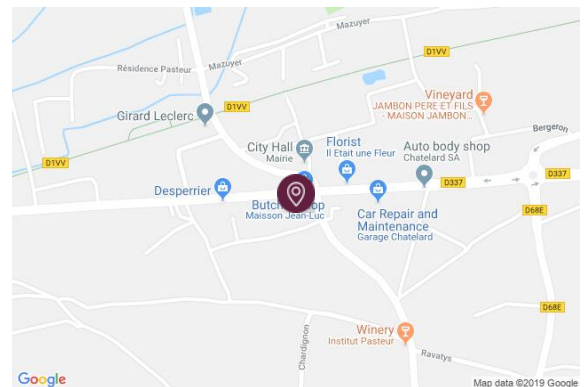 Mazuyer
Mazuyer
D1VV
Résidence Pasteur
Vineyard
JAMBON PERE ET FILS
- MAISON JAMBON...
D1VV
Girard Leclerc
Bergeron
City Hall
Mairie
Florist
Il Etait une Fleur
Auto body shop
Chatelard SA
D1VV
D337
D337
Desperrier
Maisson Jean-Luc
Car Repair and
Maintenance
Garage Chatelard
D68E
D68E
Chardignon
Winery
Institut Pasteur
Ravatys
Google
Map data ©2019 Google